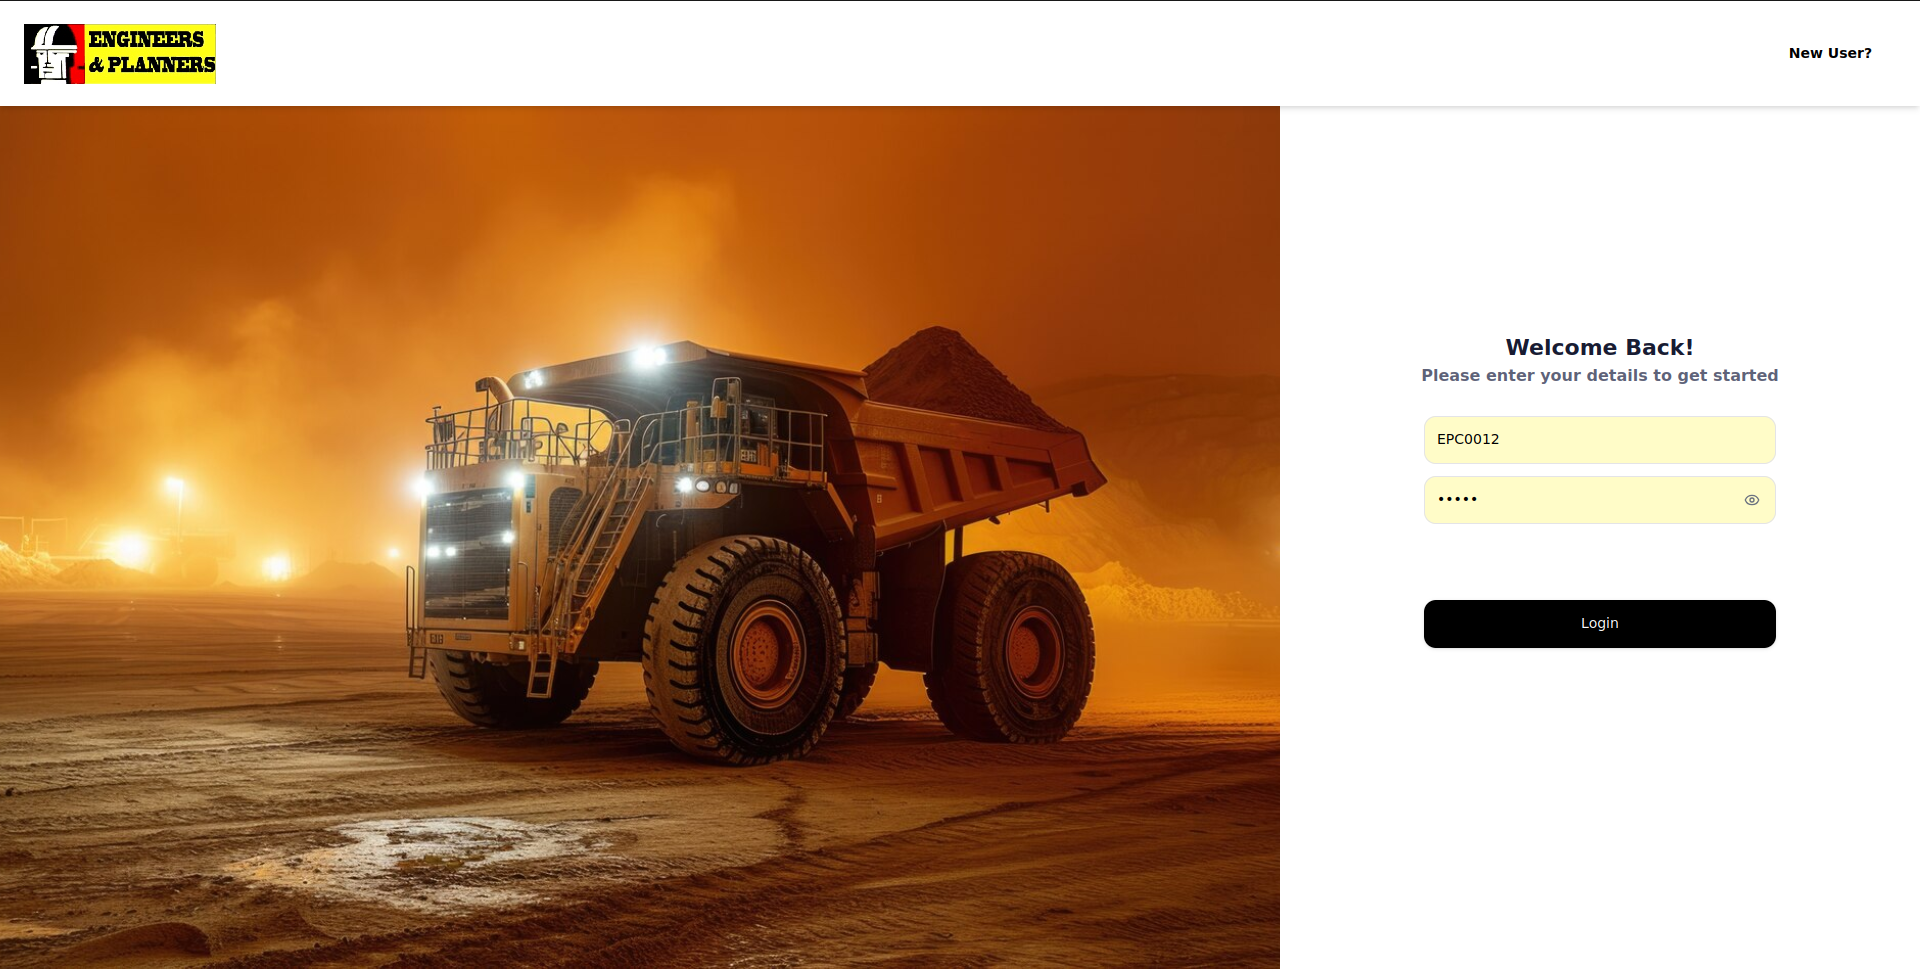 ENGINEERS
& PLANNERS
New User?
Welcome Back!
Please enter your details to get started
EPC0012
•••••
Login